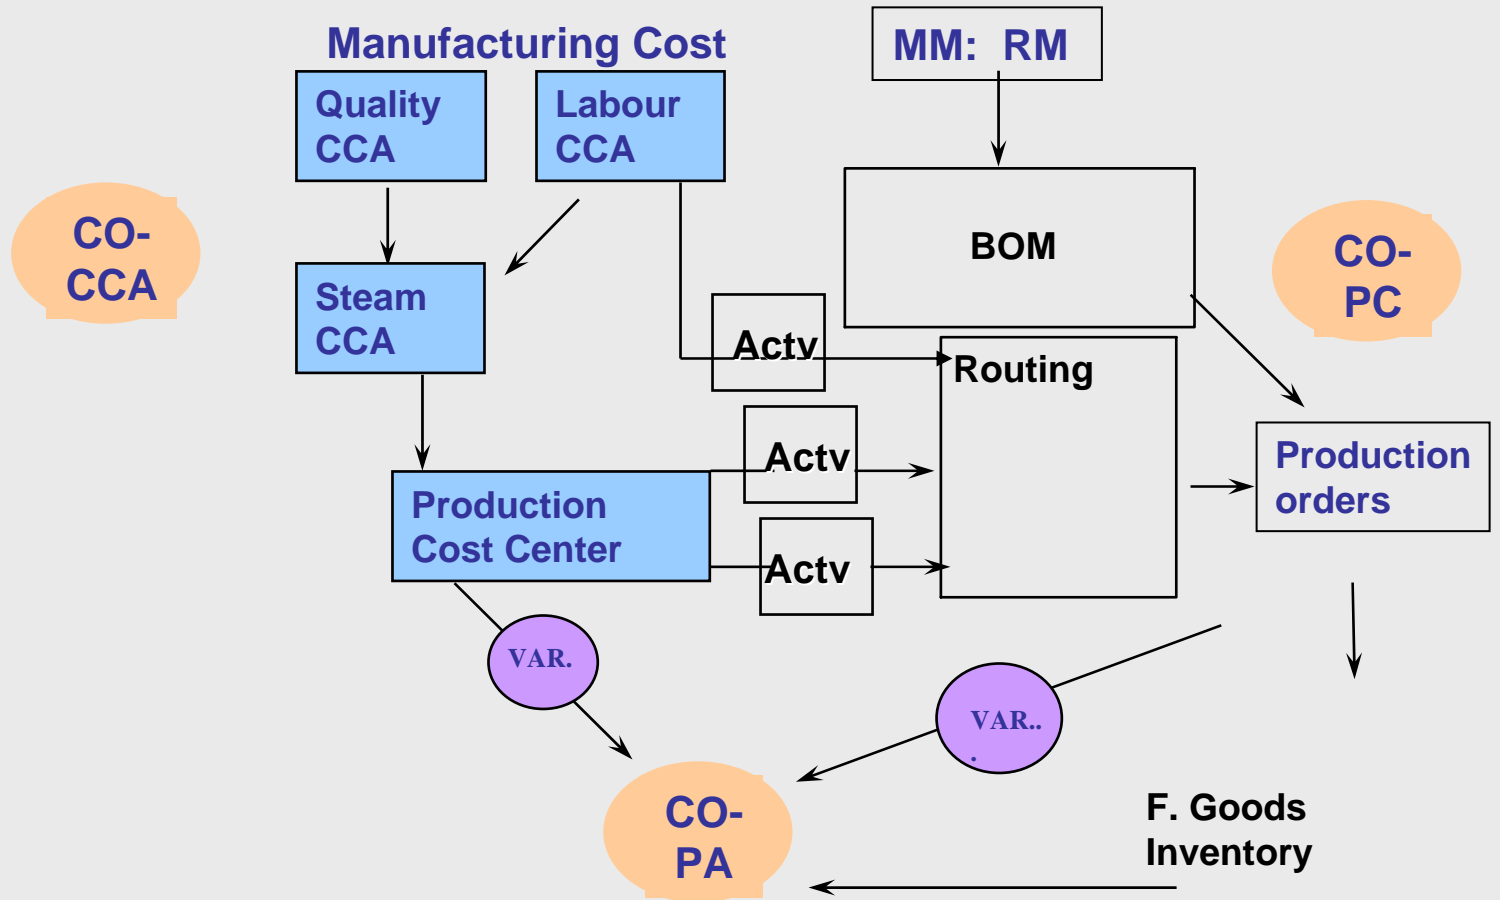 Manufacturing Cost
MM: RM
Quality
CCA
Labour
CCA
CO-
CCA
BOM
CO-
PC
Steam
CCA
Actv
Routing
Actv
Production
orders
Production
Cost Center
Actv
VAR.
VAR..
.
CO-
PA
F. Goods
Inventory